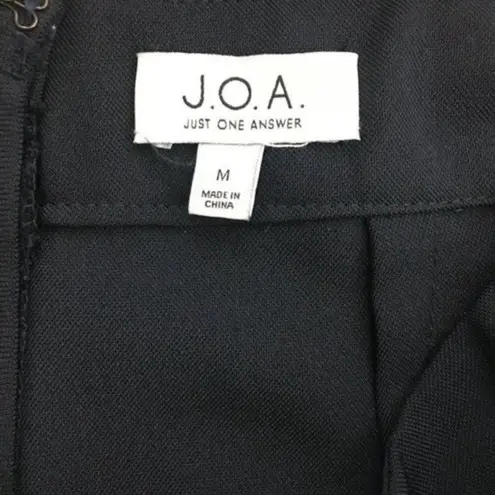 J.O.A.
JUST ONE ANSWER
M
MADE IN
CHINA